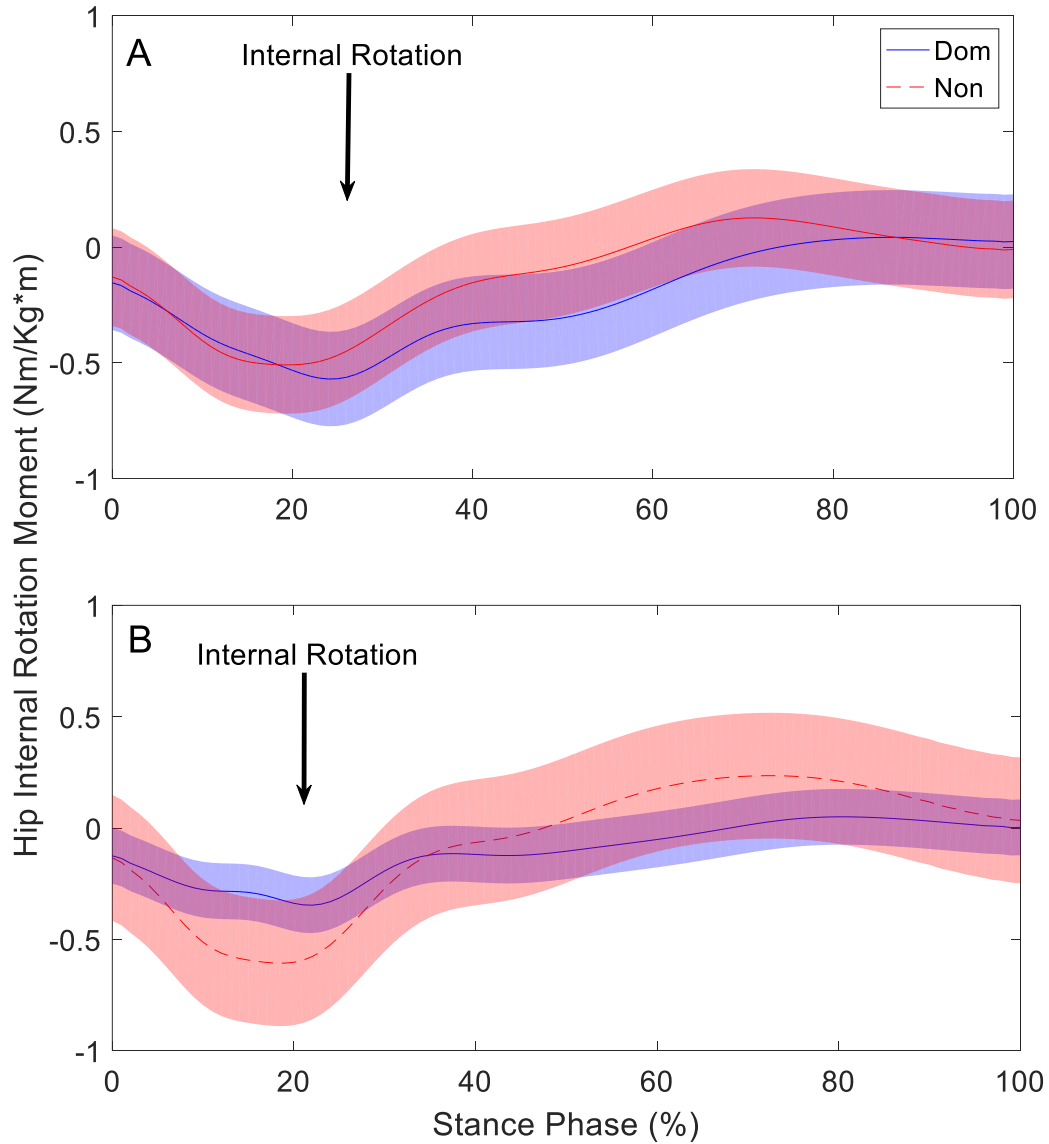 Hip Internal Rotation Moment (Nm/Kg*m)
A
Internal Rotation
Dom
Non
1
0.5
0
-0.5
-1
0 20 40 60 80 100
B
Internal Rotation
1
0.5
0
-0.5
-1
0 20 40 60 80 100
Stance Phase (%)